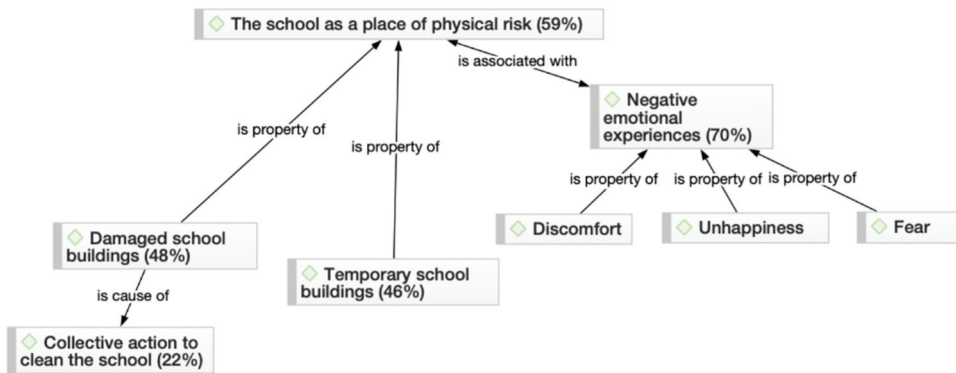 The school as a place of physical risk (59%)
is associated with
Negative
emotional
experiences (70%)
is property of
is property of
is property of
is property of
is property of
Discomfort
Unhappiness
Fear
Damaged school
buildings (48%)
Temporary school
buildings (46%)
is cause of
Collective action to
clean the school (22%)